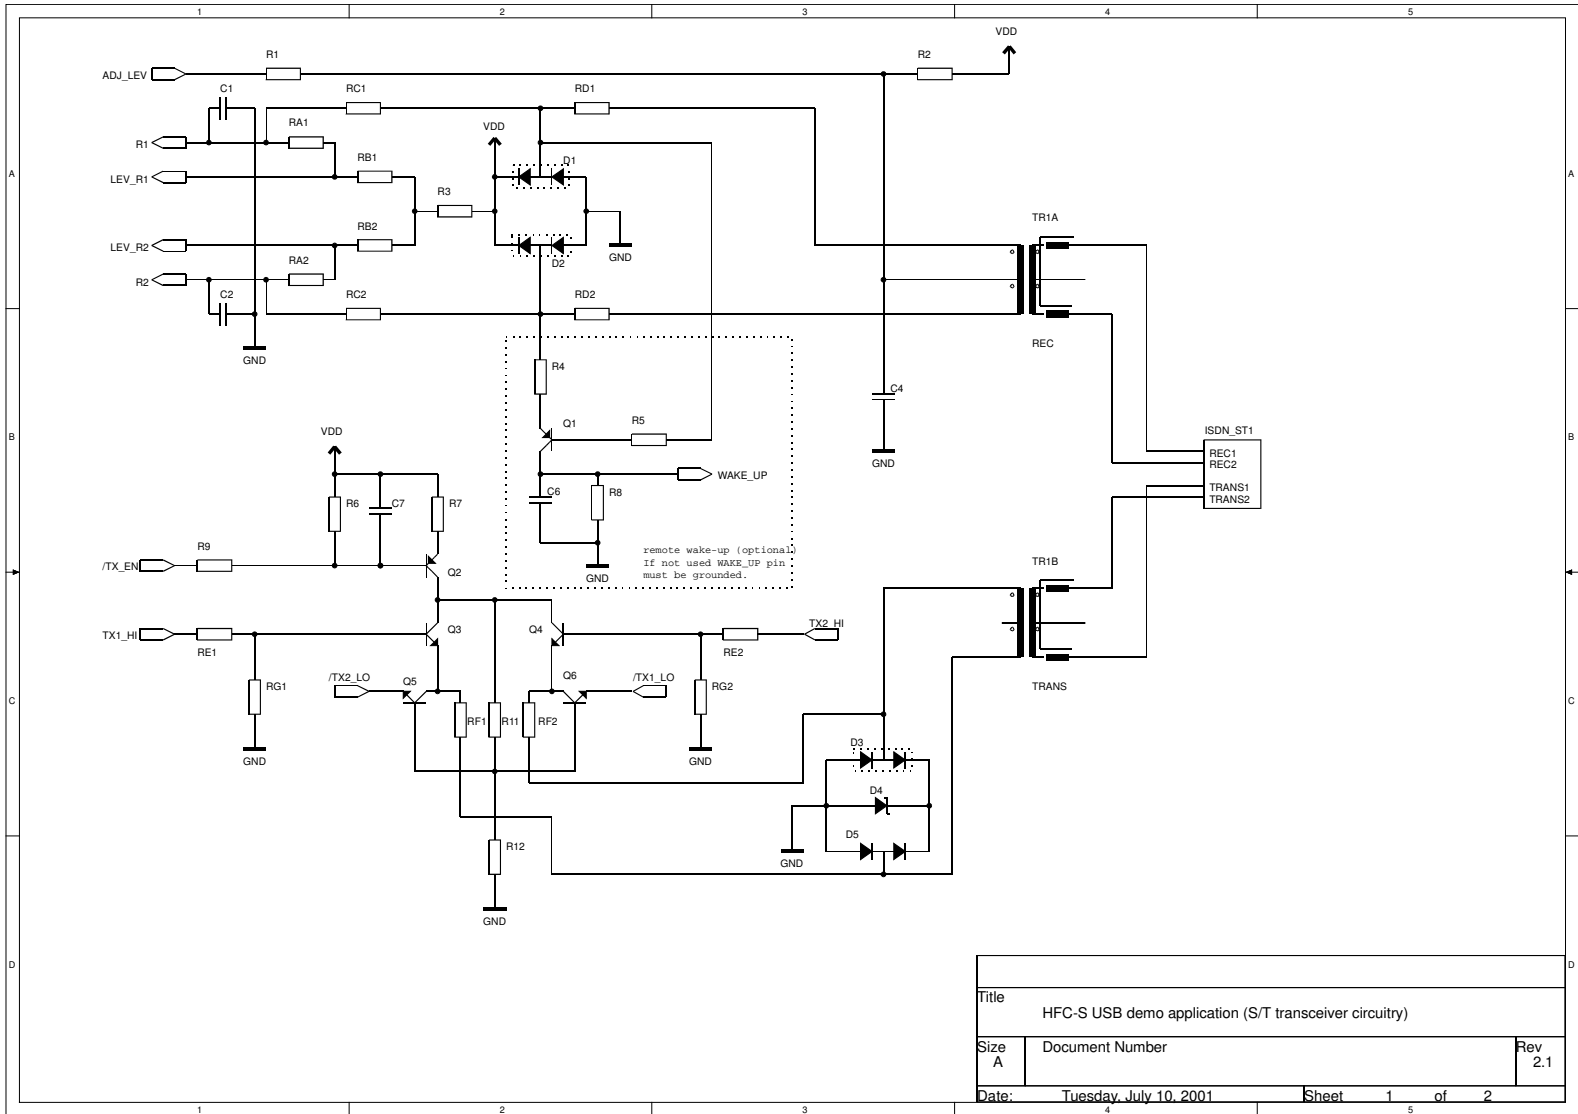 1 2 3 4 5
R1
R2
VDD
ADJ_LEV
C1
RC1
RD1
RA1
VDD
R1
D1
RB1
A
A
LEV_R1
R3
TR1A
RB2
LEV_R2
GND
RA2
D2
R2
C2
RC2
RD2
REC
GND
R4
C4
Q1
R5
VDD
ISDN_ST1
B
B
REC1
GND
REC2
WAKE_UP
TRANS1
C6
R8
TRANS2
R6
C7
R7
R9
remote wake-up (optional)
If not used WAKE_UP pin
must be grounded.
/TX_EN
Q2
GND
TR1B
TX2_HI
TX1_HI
Q3
Q4
RE1
RE2
/TX2_LO
Q5
Q6
/TX1_LO
RG1
RG2
TRANS
C
C
RF1
R11
RF2
D3
GND
GND
D4
D5
R12
GND
GND
D
D
Title
HFC-S USB demo application (S/T transceiver circuitry)
Size
A
Document Number
Rev
2.1
Date: Tuesday, July 10, 2001 Sheet 1 of 2
1 2 3 4 5